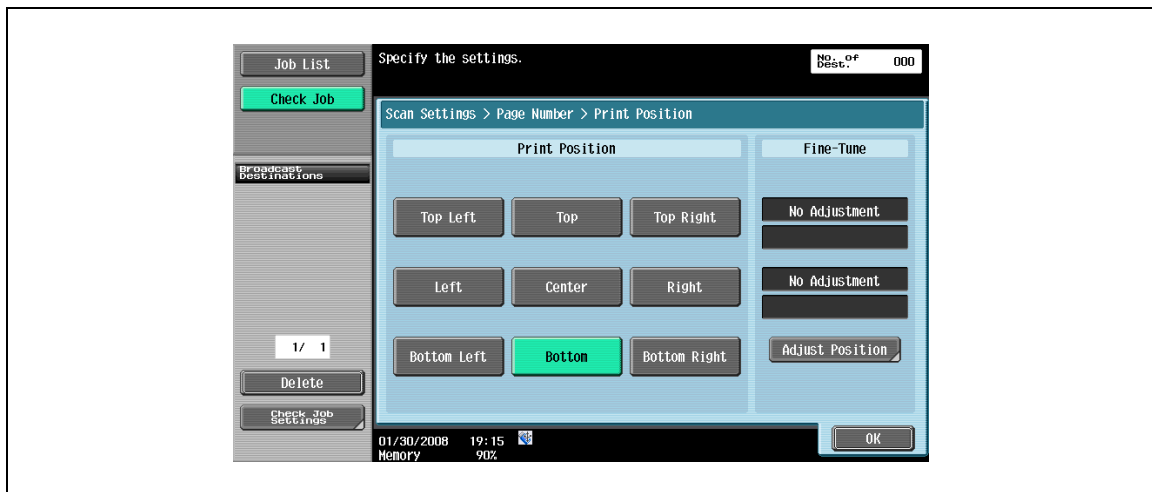 Job List
Check Job
Broadcast
Destinations
1/ 1
Delete
Check Job
Settings
Specify the settings.
No. of
Dest. 000
Scan Settings > Page Number > Print Position
Print Position
Fine-Tune
Top Left Top Top Right
No Adjustment
Left Center Right
No Adjustment
Bottom Left Bottom Bottom Right
Adjust Position
01/30/2008 19:15
Memory 90%
OK